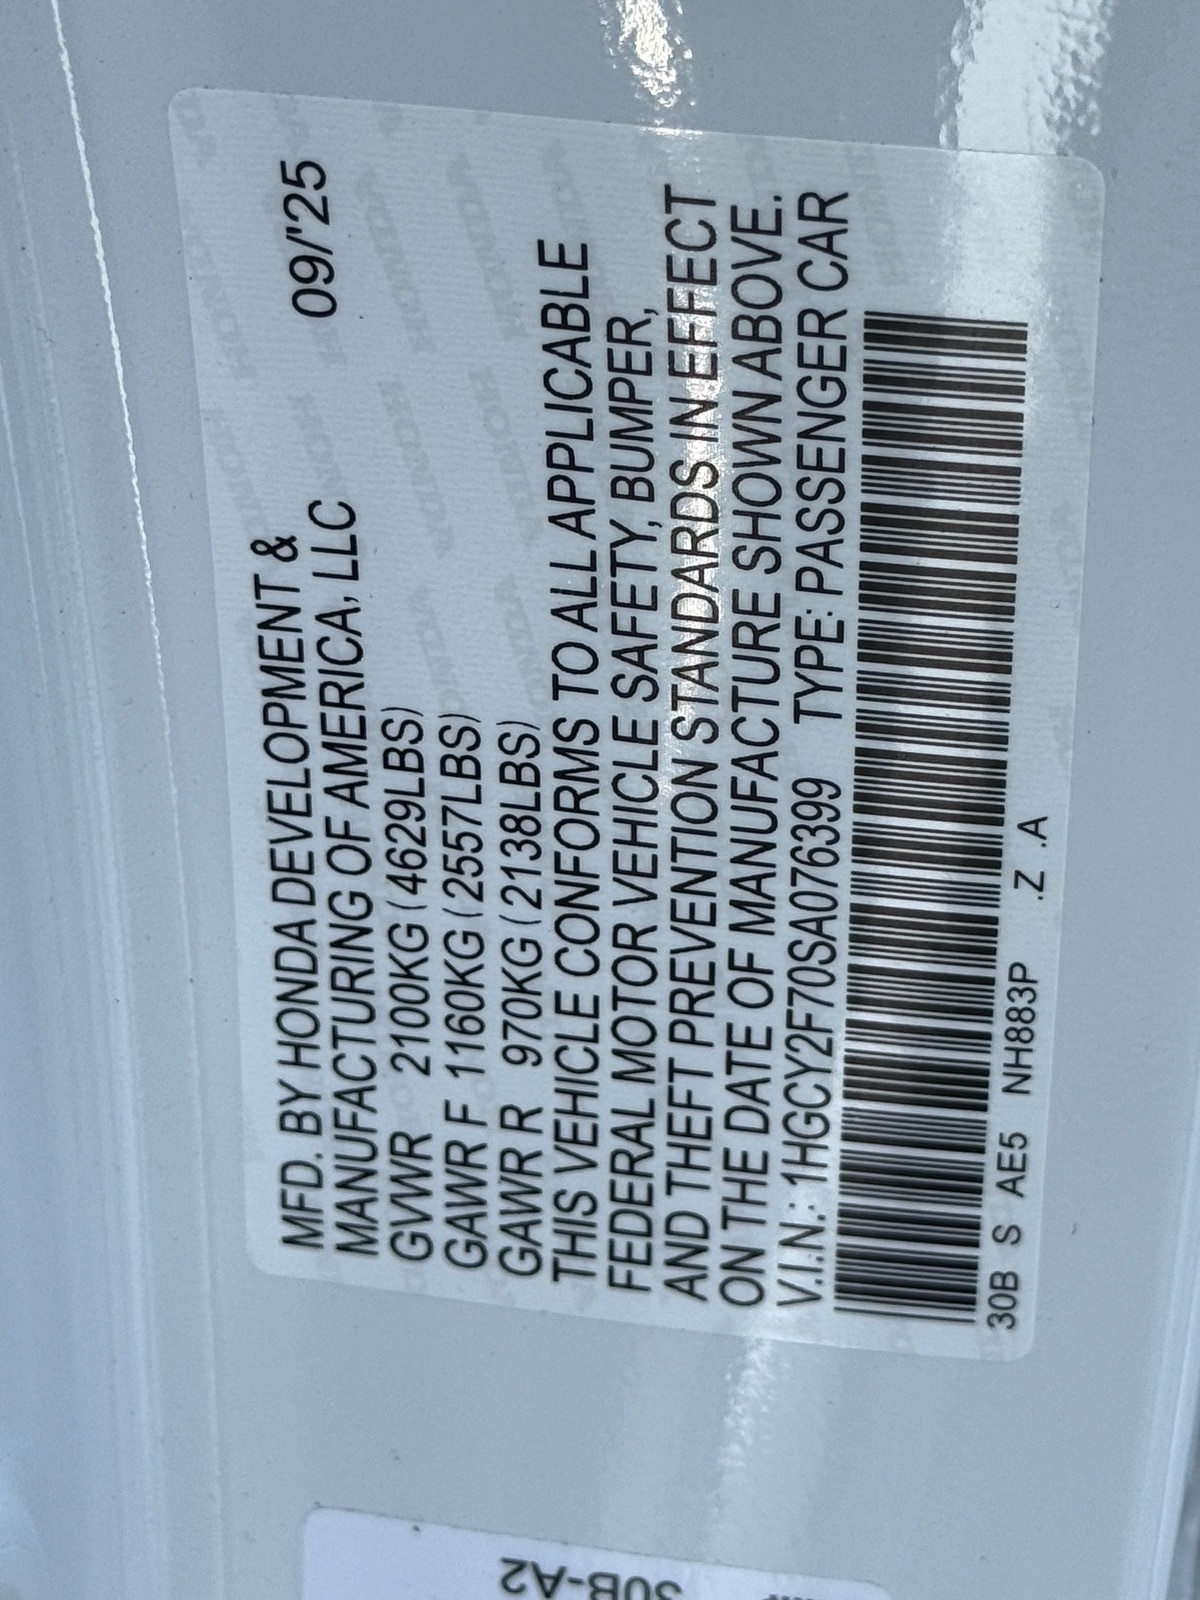 MFD. BY HONDA DEVELOPMENT &
MANUFACTURING OF AMERICA, LLC 09/'25
GVWR 2100KG (4629LBS)
GAWR F 1160KG (2557LBS)
GAWR R 970KG (2138LBS)
THIS VEHICLE CONFORMS TO ALL APPLICABLE
FEDERAL MOTOR VEHICLE SAFETY, BUMPER,
AND THEFT PREVENTION STANDARDS IN EFFECT
ON THE DATE OF MANUFACTURE SHOWN ABOVE.
V.I.N.: 1HGCY2F70SA076399 TYPE: PASSENGER CAR
30B S AE5 NH883P .Z .A
30B-A2